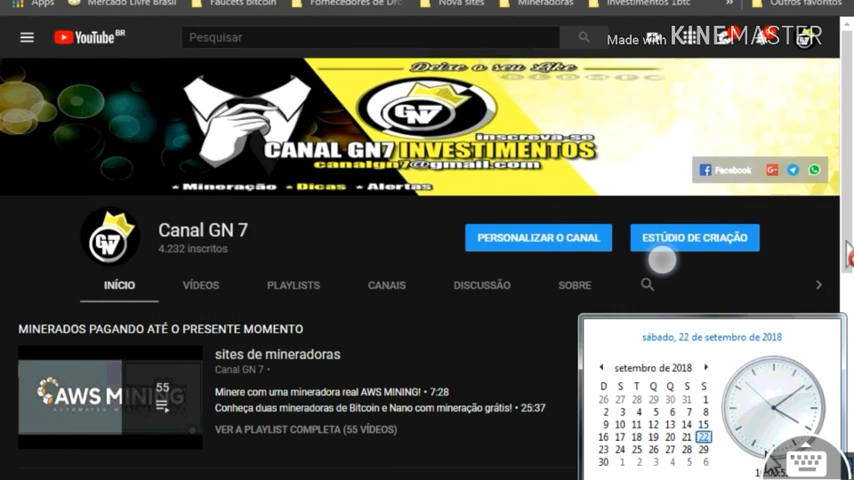 Apps
Mercado Livre Brasil
Faucets bitcoin
Nova sites
Mineradoras
Investimentos 1btc
»
Outros favoritos
YouTube BR
Pesquisar
Made with KINEMASTER
Deixe a seu Like
GN7
inscreva-se
CANAL GN7 INVESTIMENTOS
canalgn7@gmail.com
*Mineração *Dicas *Alertas
Facebook
GN7
Canal GN 7
4.232 inscritos
PERSONALIZAR O CANAL
ESTÚDIO DE CRIAÇÃO
INÍCIO VÍDEOS PLAYLISTS CANAIS DISCUSSÃO SOBRE
MINERADOS PAGANDO ATÉ O PRESENTE MOMENTO
AWS MINING
55
sites de mineradoras
Canal GN 7 •
Minere com uma mineradora real AWS MINING! • 7:28
Conheça duas mineradoras de Bitcoin e Nano com mineração grátis! • 25:37
VER A PLAYLIST COMPLETA (55 VÍDEOS)
sábado, 22 de setembro de 2018
setembro de 2018
D S T Q Q S S
26 27 28 29 30 31 1
2 3 4 5 6 7 8
9 10 11 12 13 14 15
16 17 18 19 20 21 22
23 24 25 26 27 28 29
30 1 2 3 4 5 6